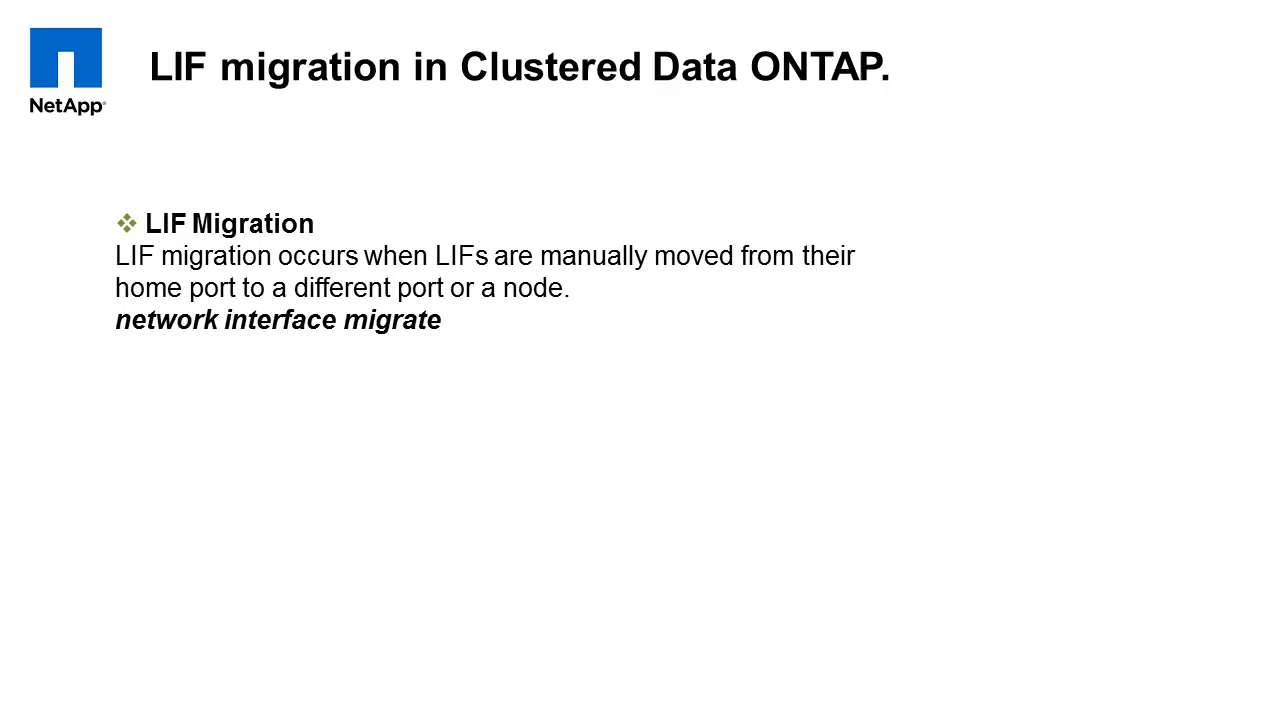 NetApp
LIF migration in Clustered Data ONTAP.
LIF Migration
LIF migration occurs when LIFs are manually moved from their
home port to a different port or a node.
network interface migrate